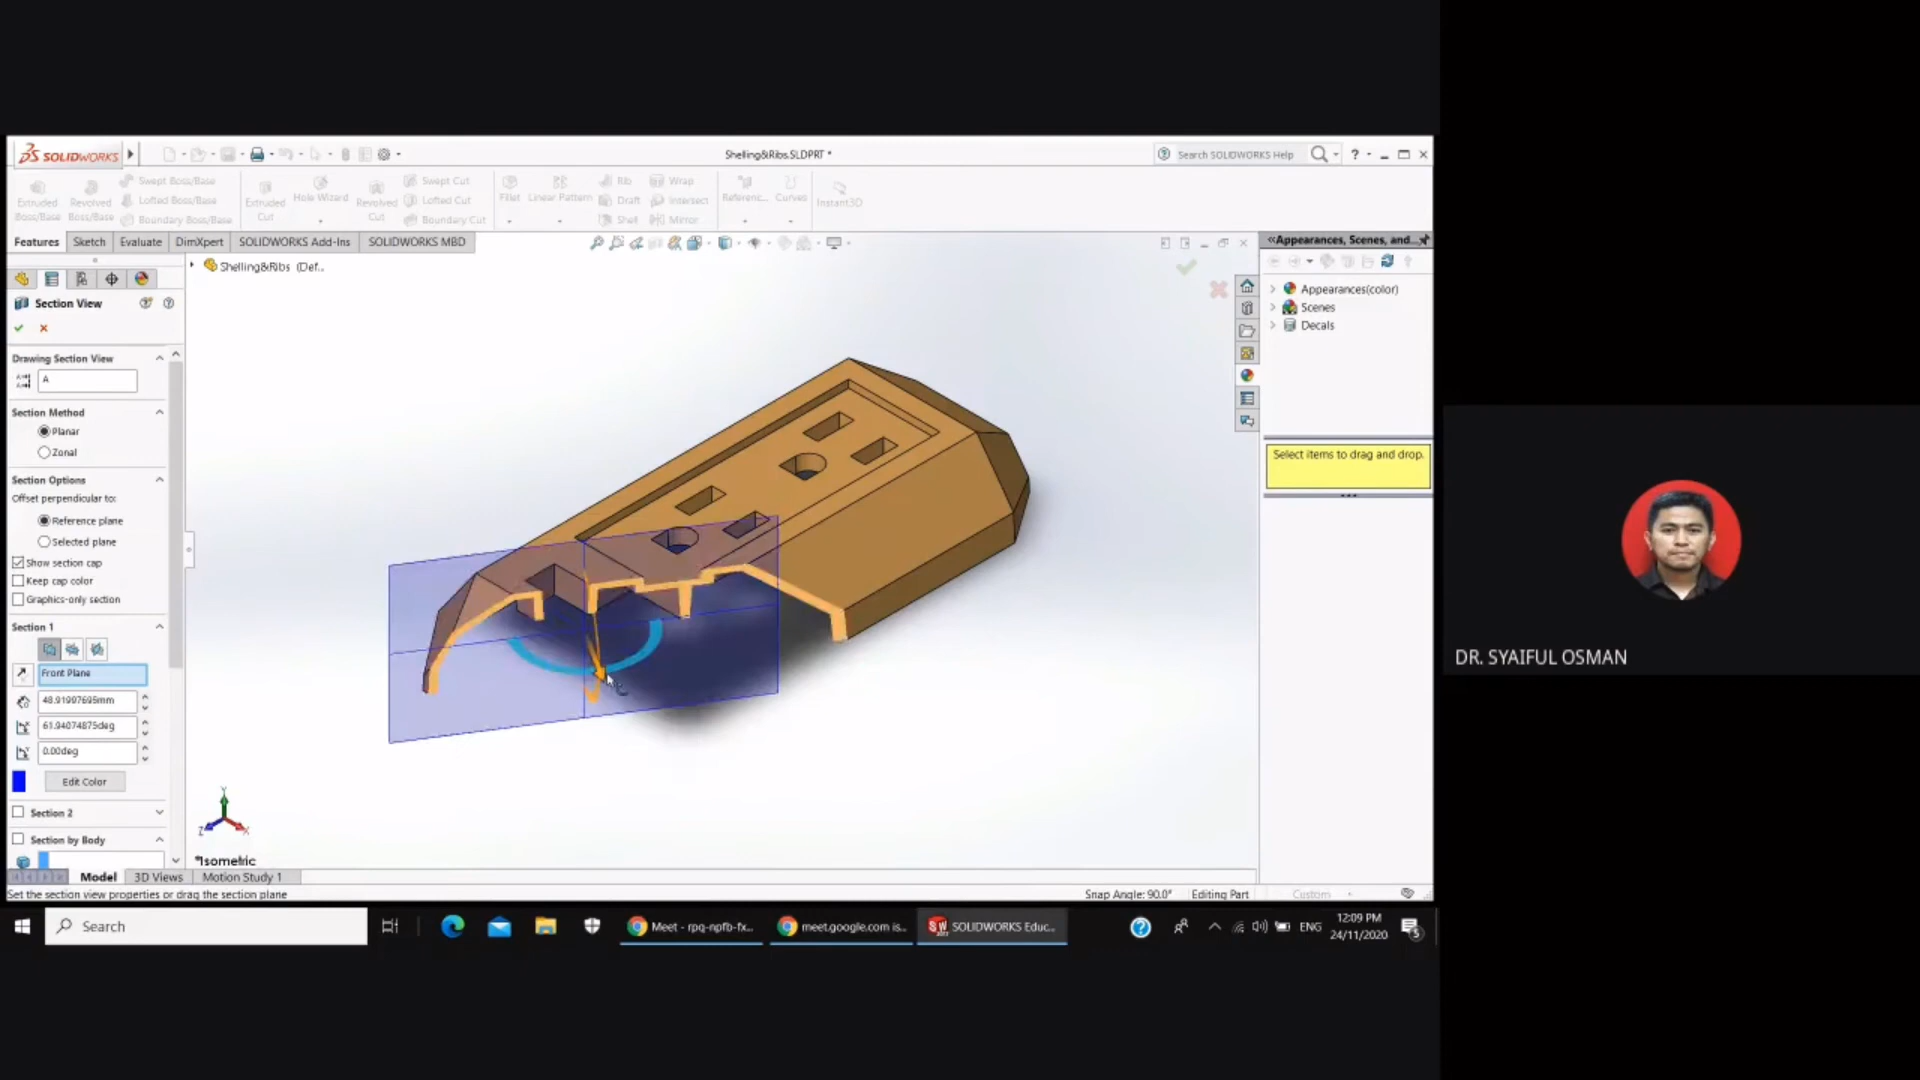 SOLIDWORKS
Shelling&Ribs.SLDPRT *
Search SOLIDWORKS Help
Extruded Boss/Base
Revolved Boss/Base
Swept Boss/Base
Lofted Boss/Base
Boundary Boss/Base
Extruded Cut
Hole Wizard
Revolved Cut
Swept Cut
Lofted Cut
Boundary Cut
Fillet
Linear Pattern
Rib
Draft
Shell
Wrap
Intersect
Mirror
Referenc...
Curves
Instant3D
Features
Sketch
Evaluate
DimXpert
SOLIDWORKS Add-Ins
SOLIDWORKS MBD
Shelling&Ribs (Def...
Section View
Drawing Section View
A
Section Method
Planar
Zonal
Section Options
Offset perpendicular to:
Reference plane
Selected plane
Show section cap
Keep cap color
Graphics-only section
Section 1
Front Plane
48.91997695mm
61.94074875deg
0.00deg
Edit Color
Section 2
Section by Body
Y
Z
X
*Isometric
Model
3D Views
Motion Study 1
Set the section view properties or drag the section plane
Snap Angle: 90.0°
Editing Part
Custom
«Appearances, Scenes, and...
Appearances(color)
Scenes
Decals
Select items to drag and drop.
DR. SYAIFUL OSMAN
Search
Meet - rpq-npfb-fx...
meet.google.com is...
SOLIDWORKS Educ...
ENG
12:09 PM
24/11/2020
5